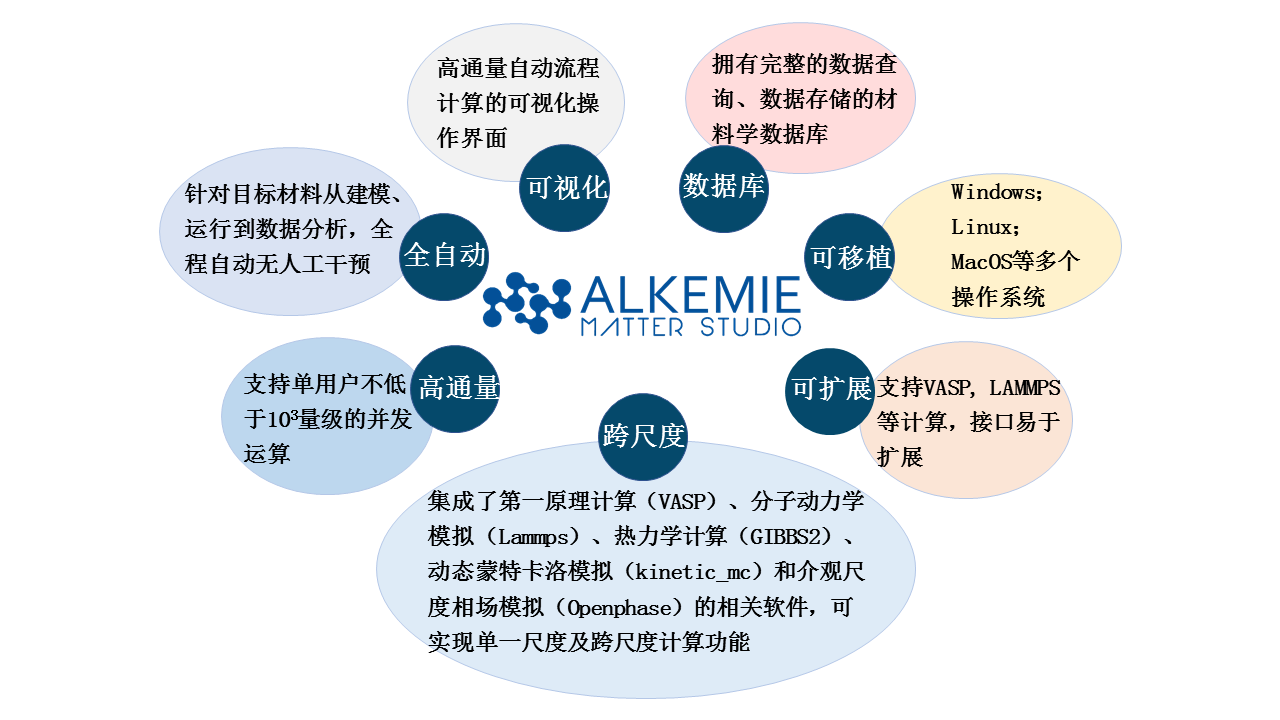 高通量自动流程
计算的可视化操
作界面
可视化
拥有完整的数据查
询、数据存储的材
料学数据库
数据库
针对目标材料从建模、
运行到数据分析，全
程自动无人工干预
全自动
Windows；
Linux；
MacOS等多个
操作系统
可移植
ALKEMIE
MATTER STUDIO
支持单用户不低
于10³量级的并发
运算
高通量
可扩展
支持VASP, LAMMPS
等计算，接口易于
扩展
跨尺度
集成了第一原理计算（VASP）、分子动力学
模拟（Lammps）、热力学计算（GIBBS2）、
动态蒙特卡洛模拟（kinetic_mc）和介观尺
度相场模拟（Openphase）的相关软件，可
实现单一尺度及跨尺度计算功能